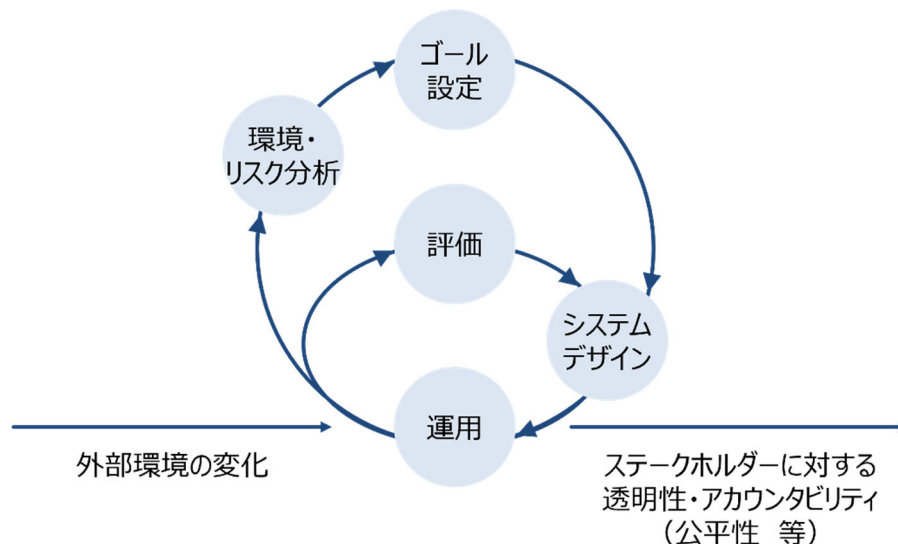 ゴール
設定
環境・
リスク分析
評価
システム
デザイン
運用
外部環境の変化
ステークホルダーに対する
透明性・アカウンタビリティ
（公平性　等）